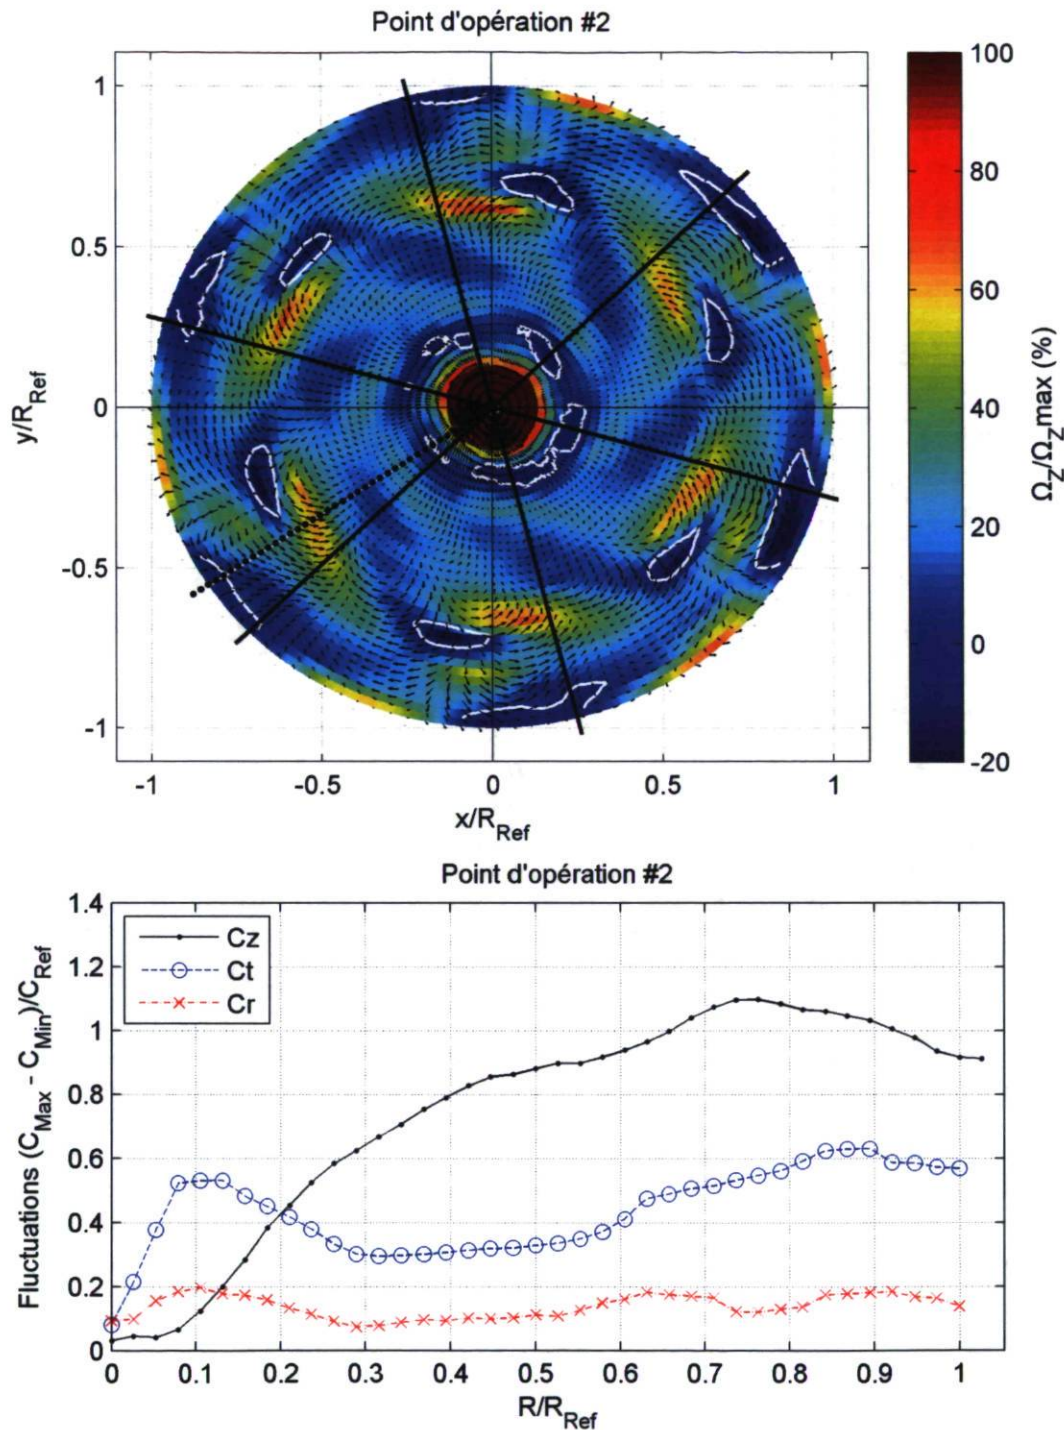 Point d'opération #2
1
0.5
0
-0.5
-1
y/R_Ref
-1 -0.5 0 0.5 1
x/R_Ref
100
80
60
40
20
0
-20
Ω_Z/Ω_Z max (%)
Point d'opération #2
1.4
1.2
1
0.8
0.6
0.4
0.2
0
Fluctuations (C_Max - C_Min)/C_Ref
Cz
Ct
Cr
0 0.1 0.2 0.3 0.4 0.5 0.6 0.7 0.8 0.9 1
R/R_Ref